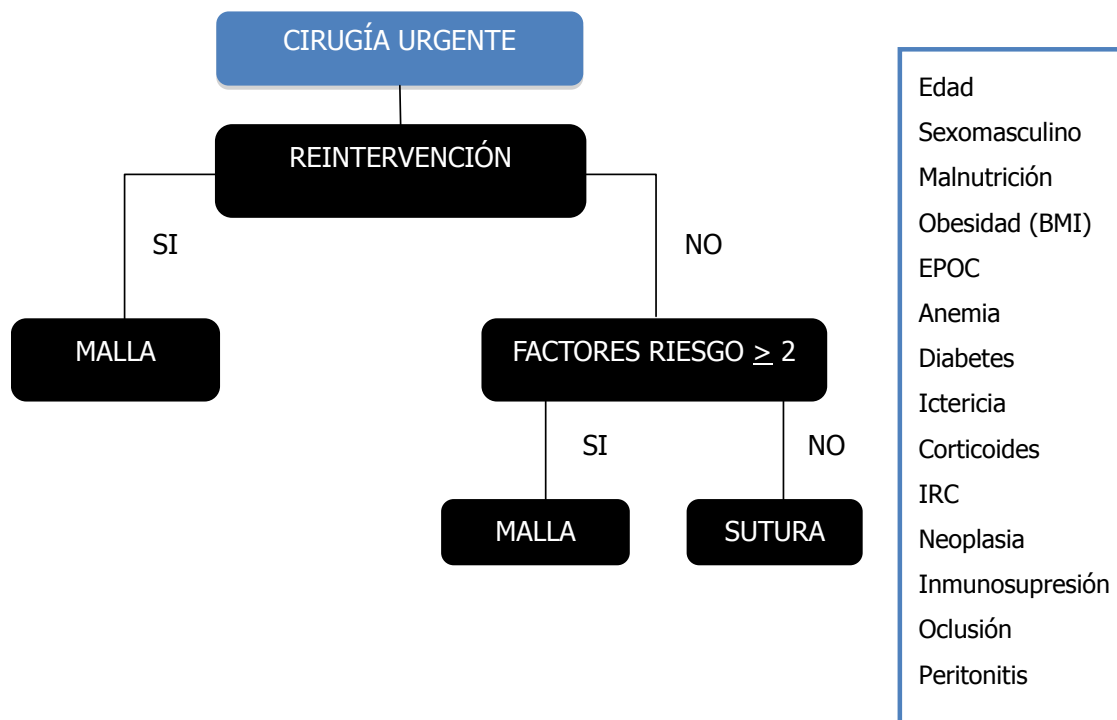 CIRUGÍA URGENTE
REINTERVENCIÓN
SI
NO
MALLA
FACTORES RIESGO ≥ 2
SI
NO
MALLA
SUTURA
Edad
Sexomasculino
Malnutrición
Obesidad (BMI)
EPOC
Anemia
Diabetes
Ictericia
Corticoides
IRC
Neoplasia
Inmunosupresión
Oclusión
Peritonitis